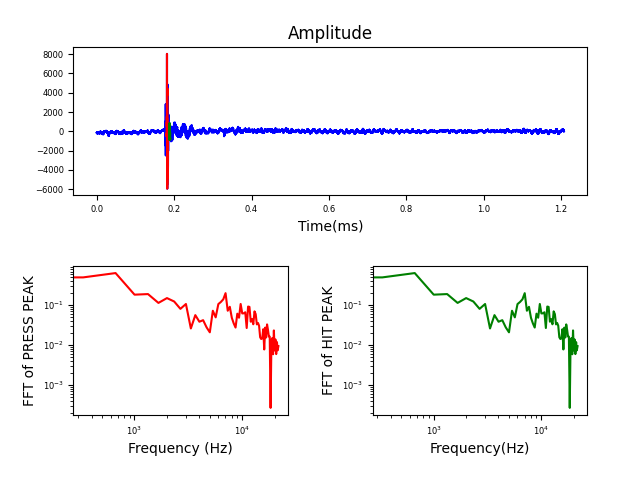 Amplitude
8000
6000
4000
2000
0
−2000
−4000
−6000
0.0 0.2 0.4 0.6 0.8 1.0 1.2
Time(ms)
FFT of PRESS PEAK
10⁻¹
10⁻²
10⁻³
10³ 10⁴
Frequency (Hz)
FFT of HIT PEAK
10⁻¹
10⁻²
10⁻³
10³ 10⁴
Frequency(Hz)